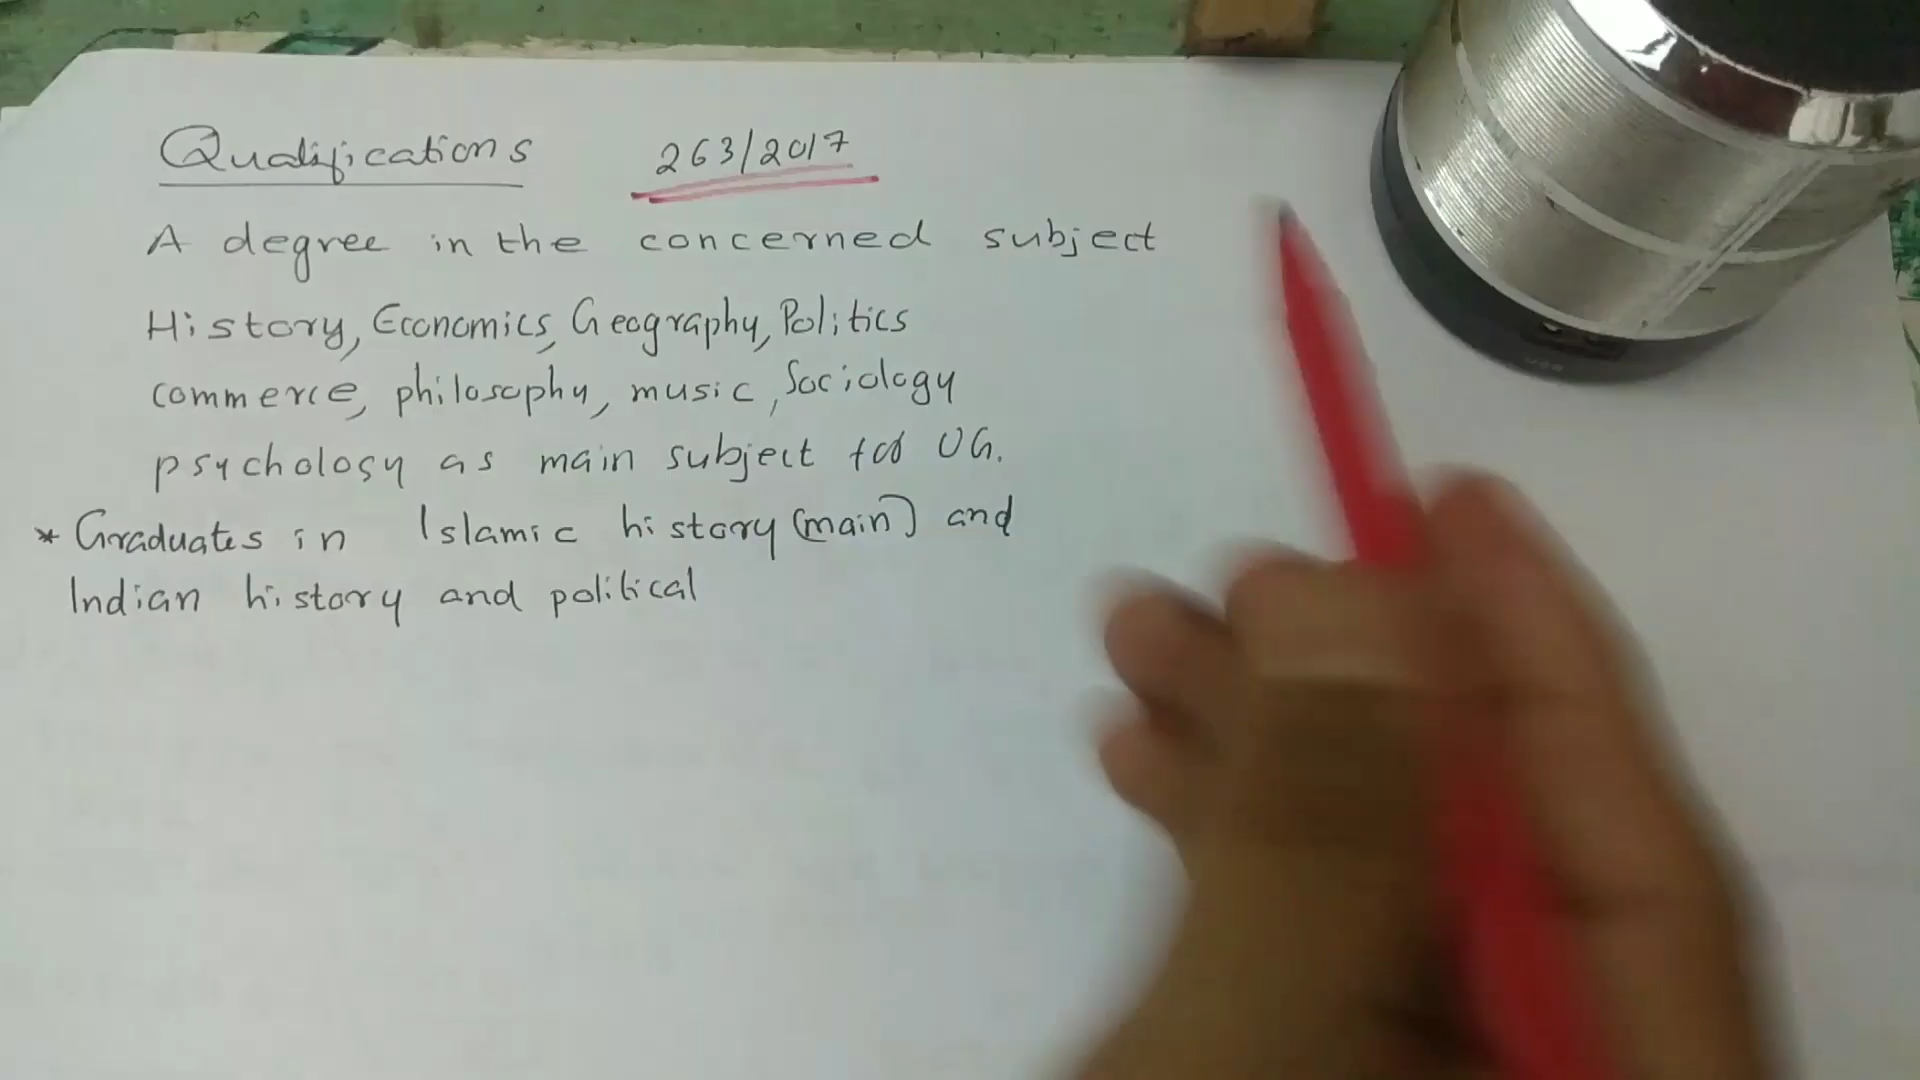 Qualifications 263/2017
A degree in the concerned subject
History, Economics, Geography, Politics
commerce, philosophy, music, Sociology
psychology as main subject for UG.
* Graduates in Islamic history (main) and
Indian history and political